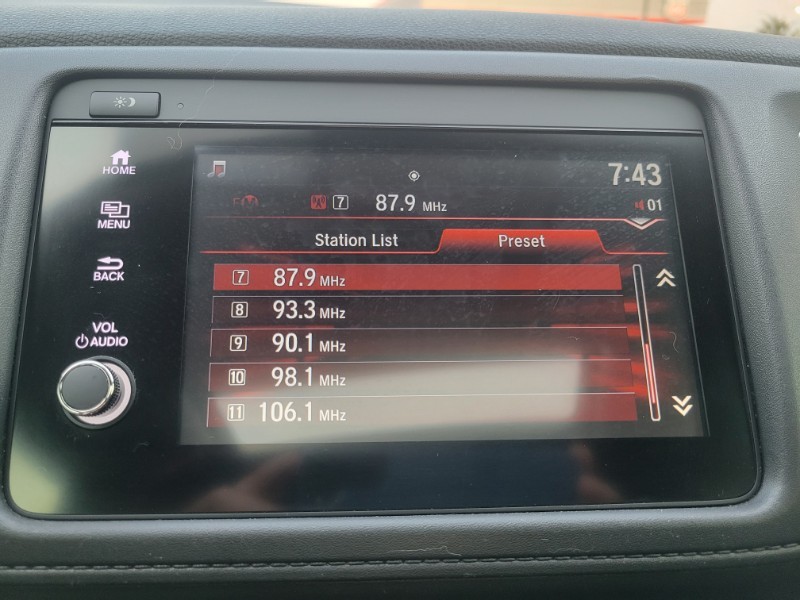 HOME
MENU
BACK
VOL
AUDIO
7:43
FM 7 87.9 MHz 01
Station List Preset
7 87.9 MHz
8 93.3 MHz
9 90.1 MHz
10 98.1 MHz
11 106.1 MHz